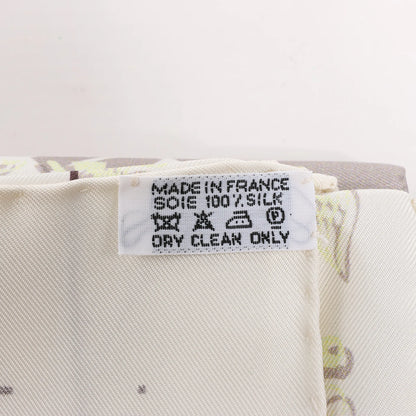 MADE IN FRANCE
SOIE 100% SILK
P
DRY CLEAN ONLY